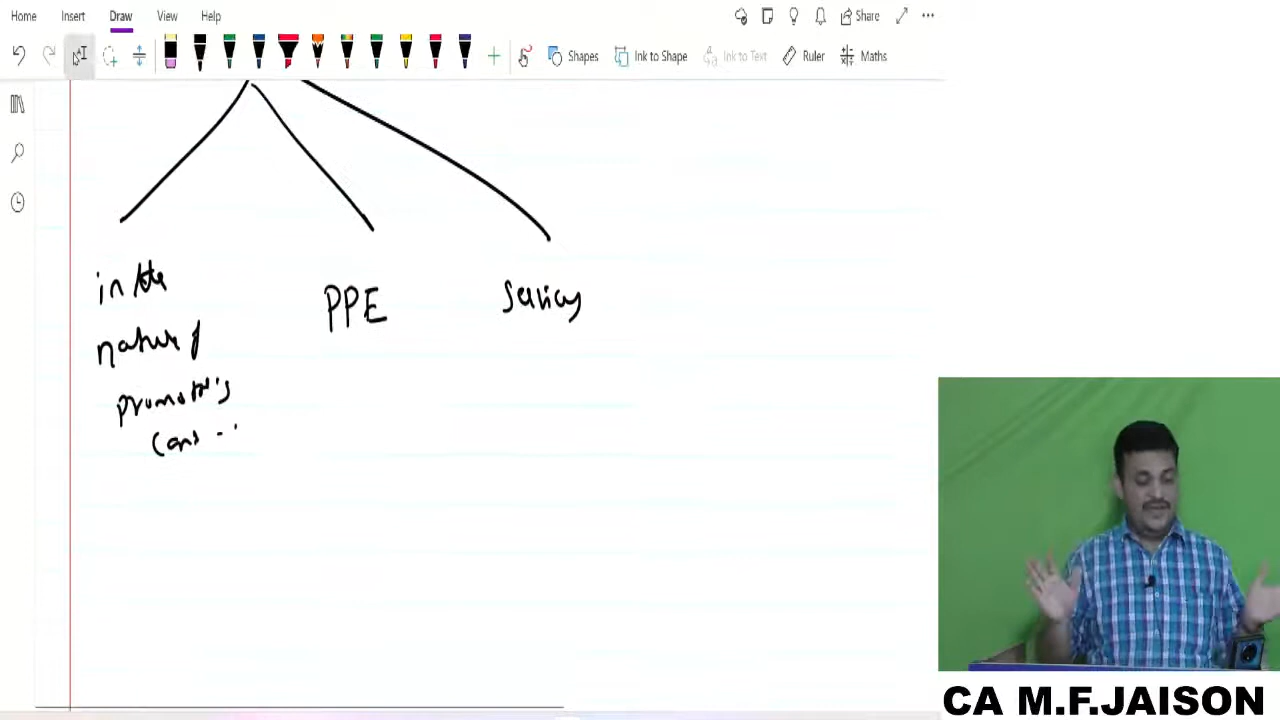 Home Insert Draw View Help Share
Shapes Ink to Shape Ink to Text Ruler Maths
in the
nature of
PPE
Services
promoter's
CA M.F.JAISON